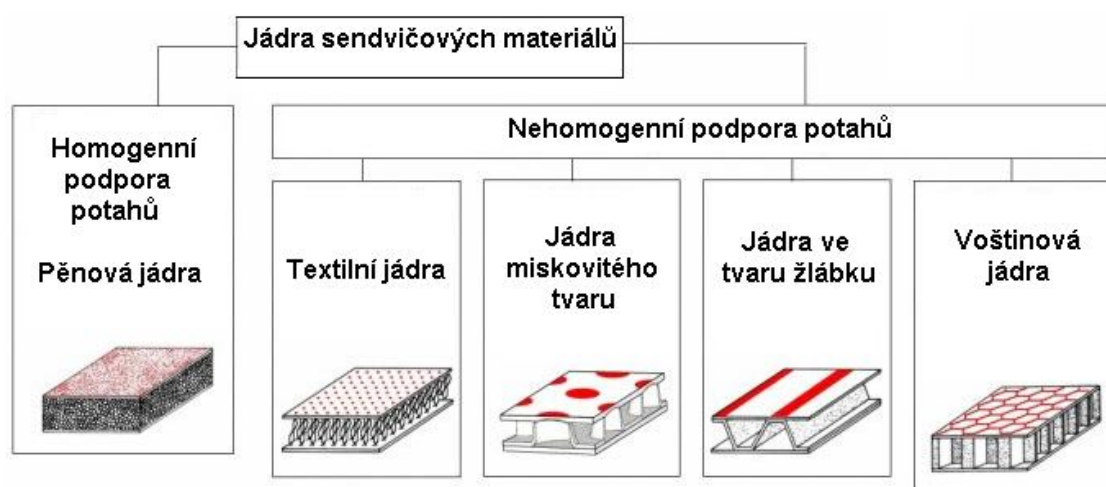 Jádra sendvičových materiálů
Homogenní
podpora
potahů
Pěnová jádra
Nehomogenní podpora potahů
Textilní jádra
Jádra
miskovitého
tvaru
Jádra ve
tvaru žlábku
Voštinová
jádra